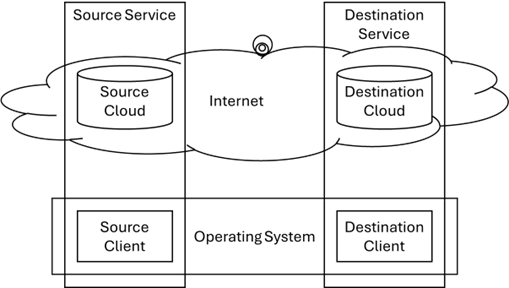 Source Service
Destination
Service
Source
Cloud
Internet
Destination
Cloud
Source
Client
Operating System
Destination
Client